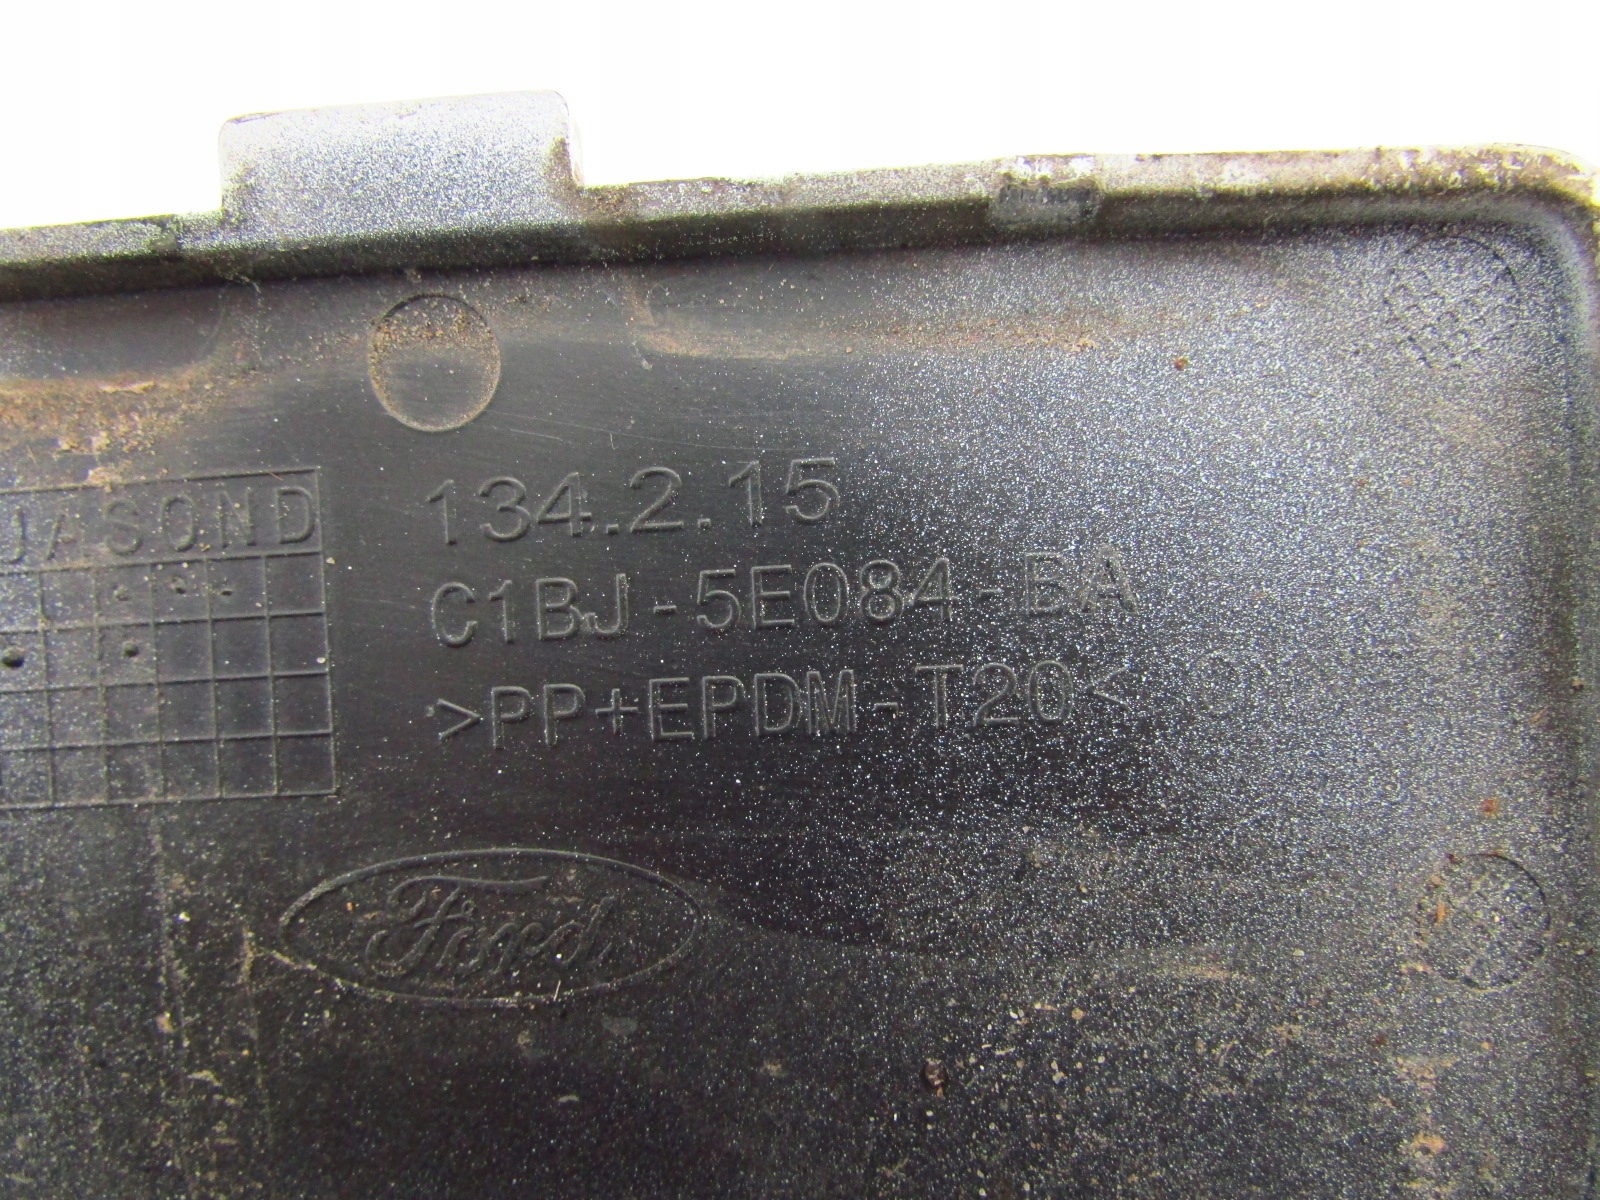 134.2.15
JASOND
C1BJ-5E084-BA
>PP+EPDM-T20<
Ford